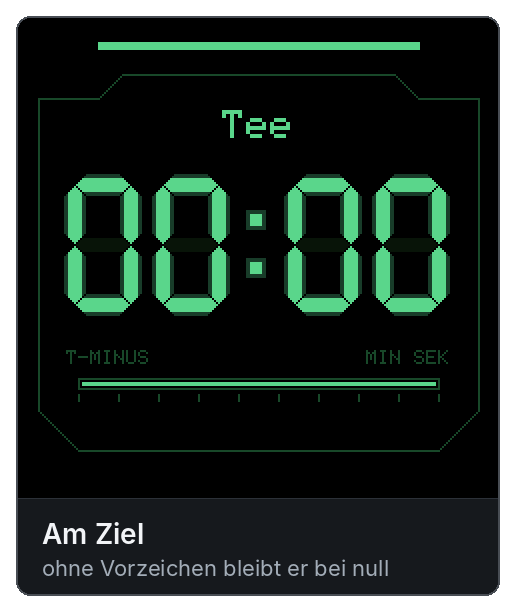 Tee
00:00
T-MINUS MIN SEK
Am Ziel
ohne Vorzeichen bleibt er bei null